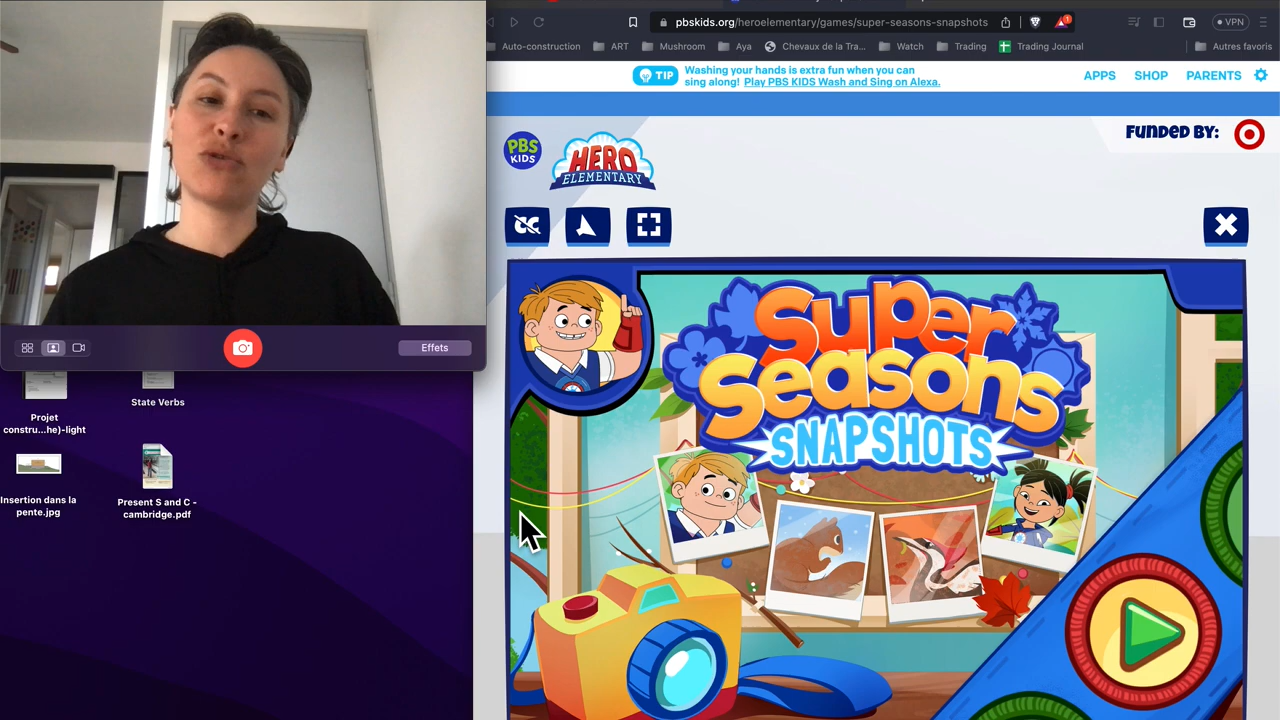 pbskids.org/heroelementary/games/super-seasons-snapshots
VPN
1
Auto-construction
ART
Mushroom
Aya
Chevaux de la Tra...
Watch
Trading
Trading Journal
Autres favoris
TIP
Washing your hands is extra fun when you can
sing along! Play PBS KIDS Wash and Sing on Alexa.
APPS
SHOP
PARENTS
FUNDED BY:
PBS
KIDS
HERO
ELEMENTARY
CC
Super
Seasons
SNAPSHOTS
Effets
Projet
constru...he)-light
State Verbs
Insertion dans la
pente.jpg
Present S and C -
cambridge.pdf